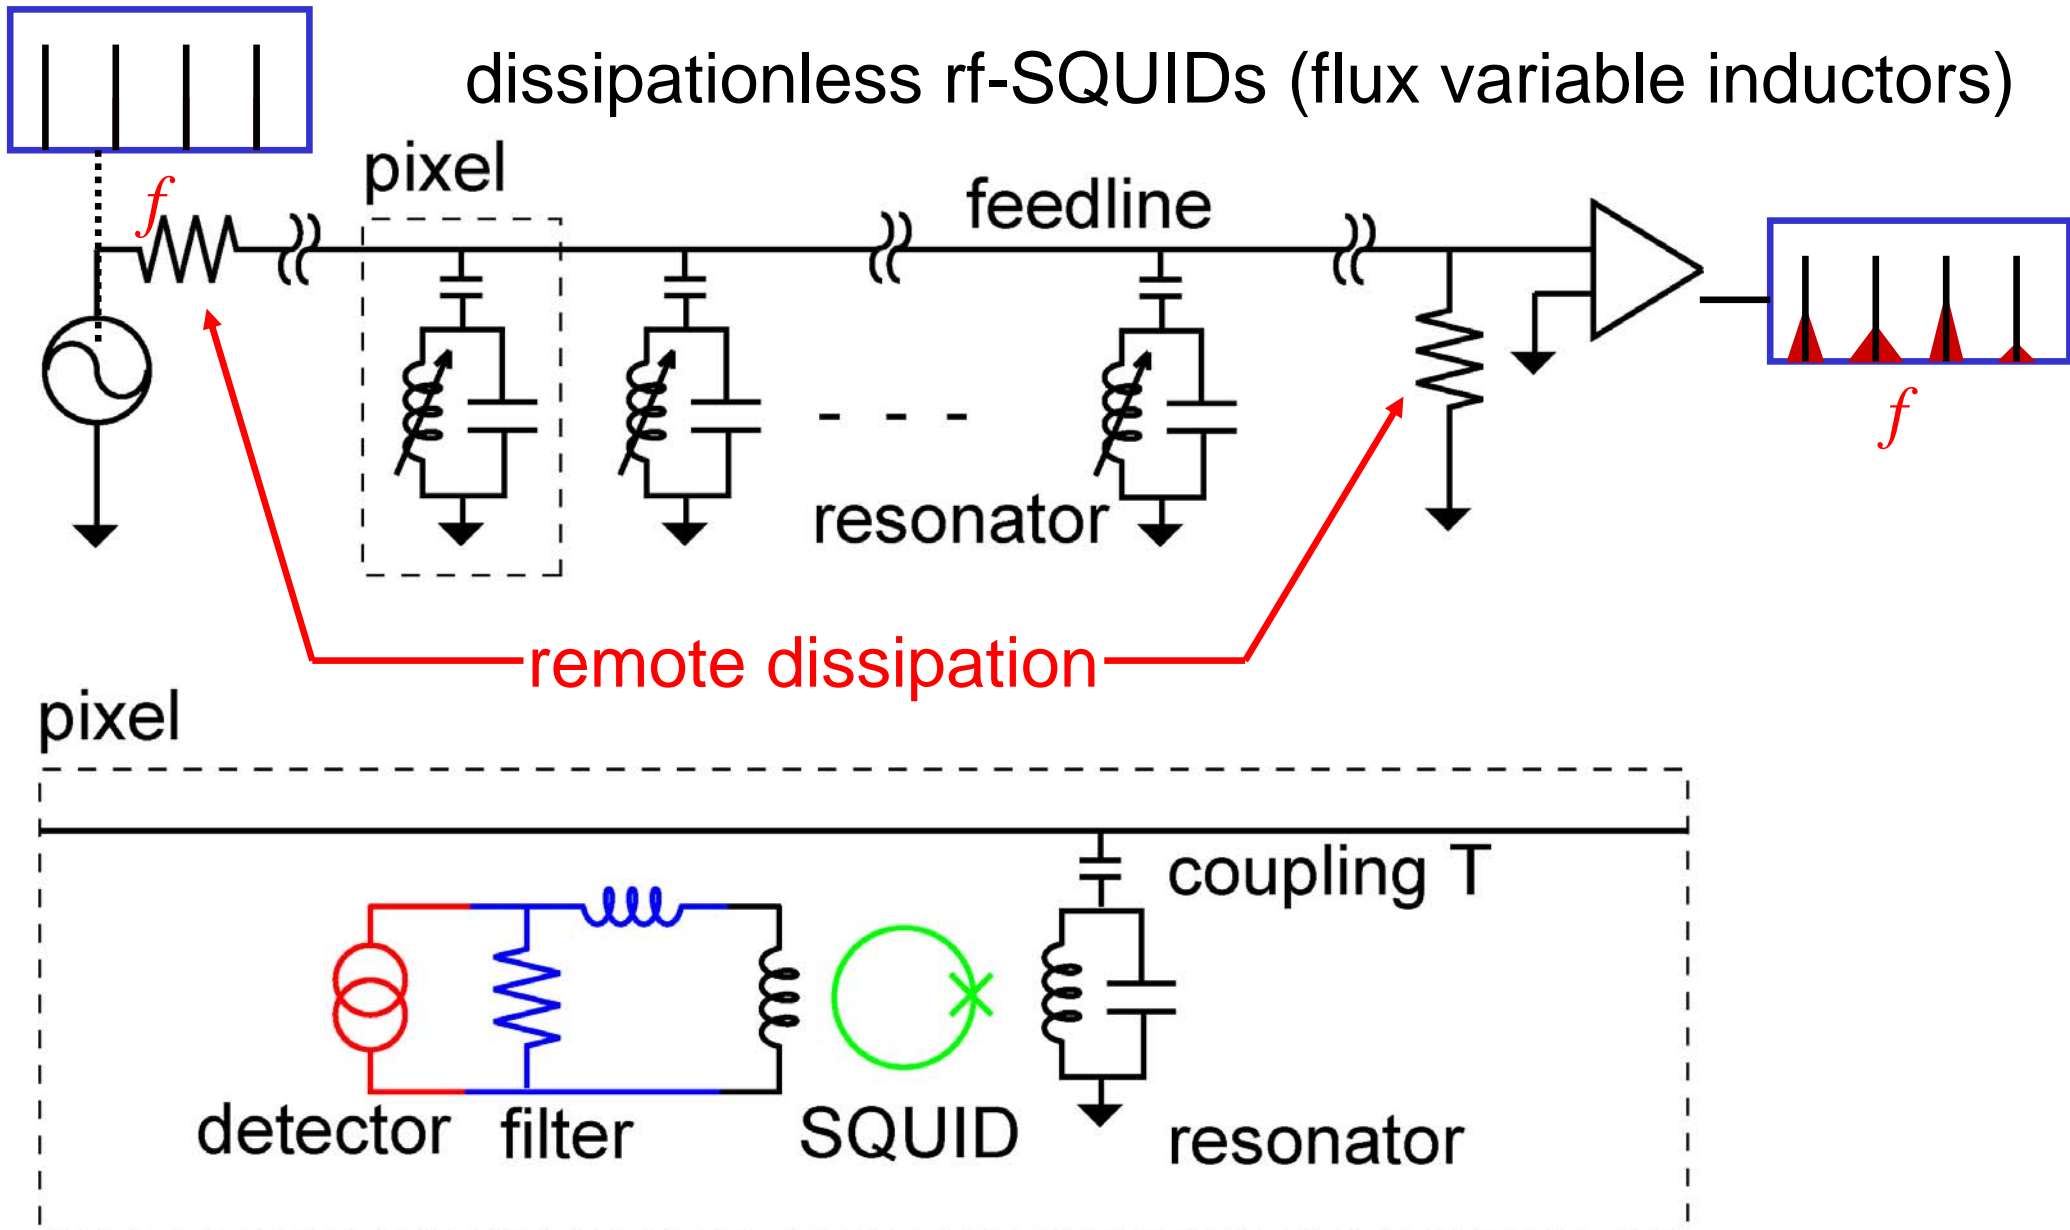 dissipationless rf-SQUIDs (flux variable inductors)
pixel
f
feedline
f
resonator
remote dissipation
pixel
coupling T
detector
filter
SQUID
resonator